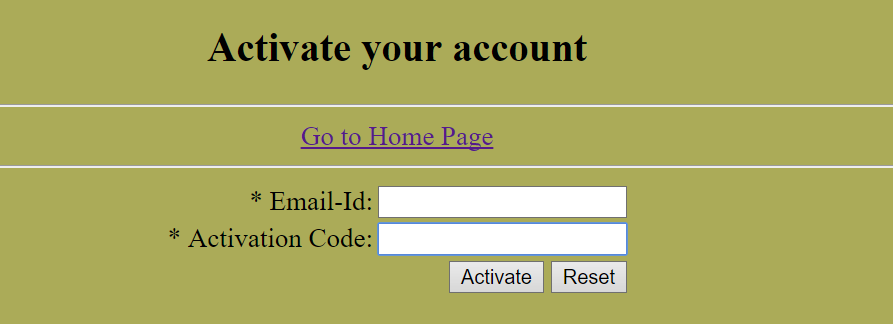 Activate your account
Go to Home Page
* Email-Id:
* Activation Code:
Activate Reset